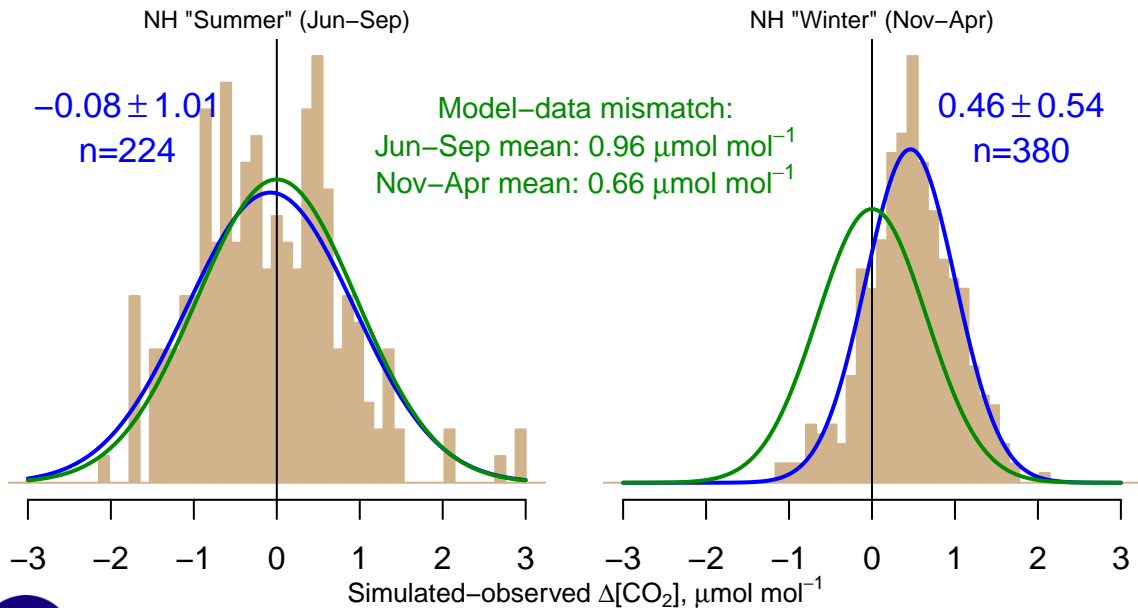 NH "Summer" (Jun−Sep)
−0.08 ± 1.01
n=224
Model−data mismatch:
Jun−Sep mean: 0.96 μmol mol⁻¹
Nov−Apr mean: 0.66 μmol mol⁻¹
NH "Winter" (Nov−Apr)
0.46 ± 0.54
n=380
−3 −2 −1 0 1 2 3
−3 −2 −1 0 1 2 3
Simulated−observed Δ[CO₂], μmol mol⁻¹